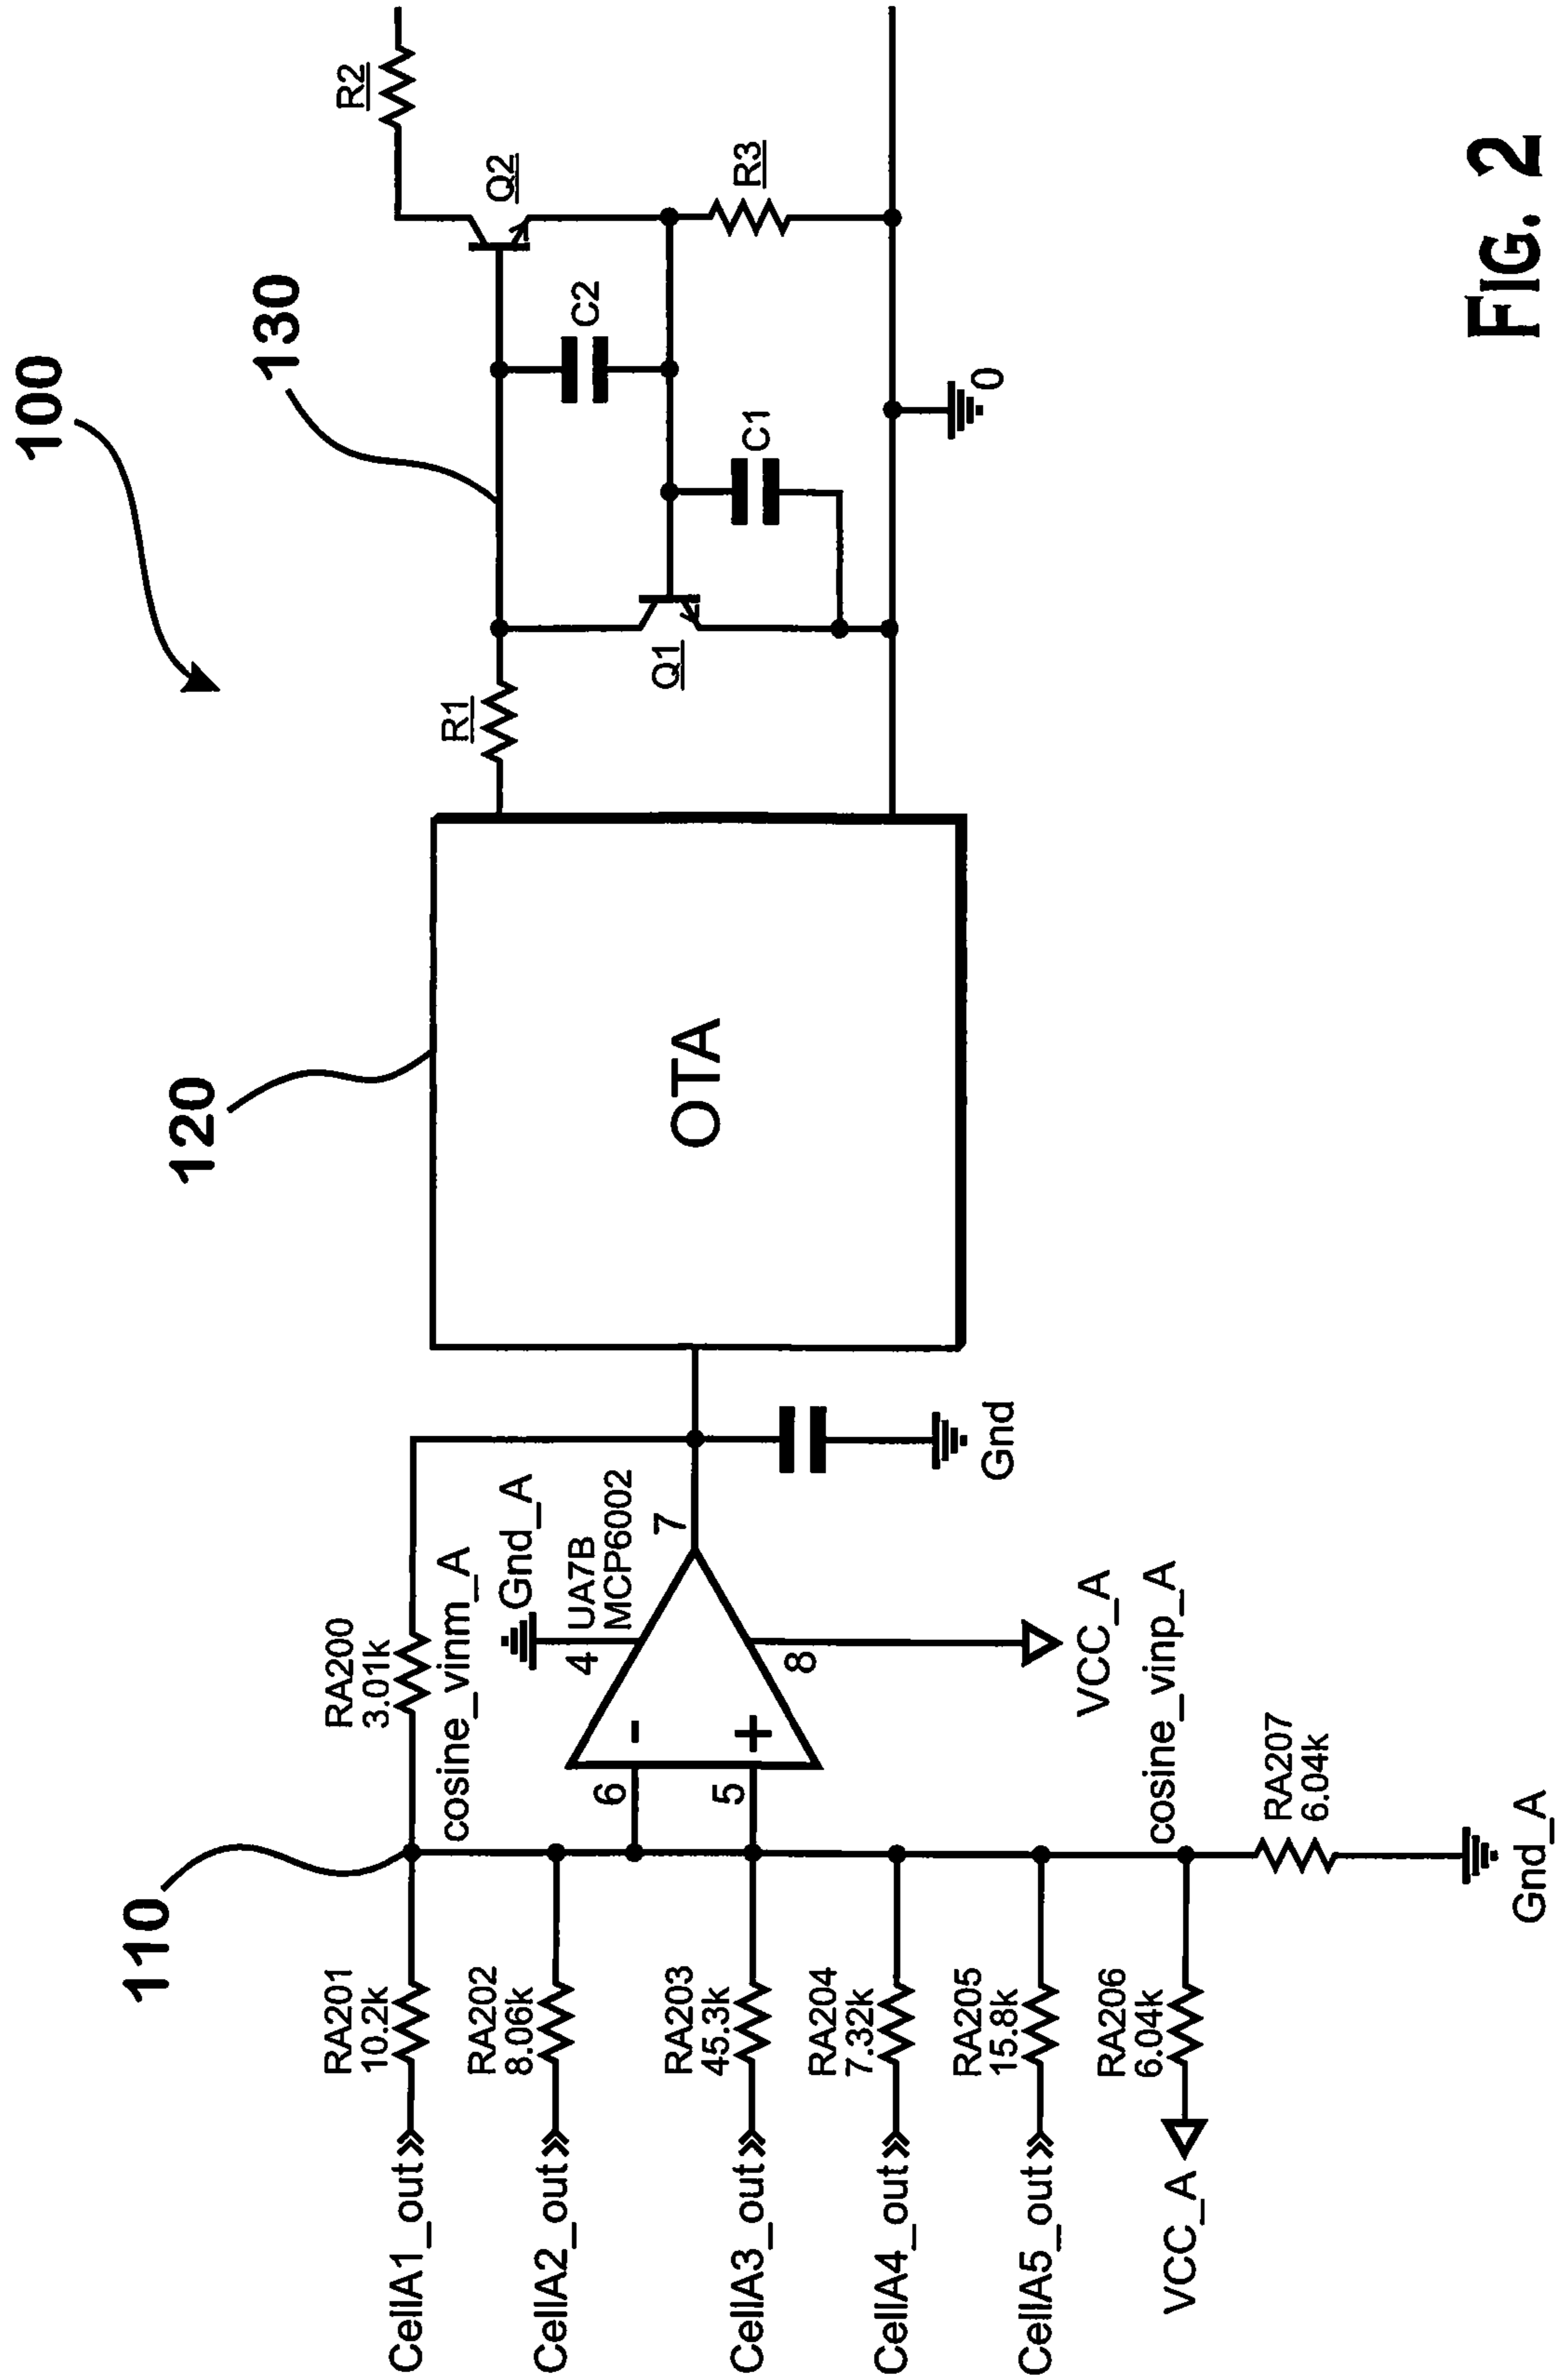 100
110
120
130
RA200
3.01k
cosine_vinm_A
RA201
10.2k
CellA1_out
RA202
8.06k
CellA2_out
RA203
45.3k
CellA3_out
RA204
7.32k
CellA4_out
RA205
15.8k
CellA5_out
RA206
6.04k
VCC_A
cosine_vinp_A
RA207
6.04k
Gnd_A
6
-
5
+
4
Gnd_A
UA7B
MCP6002
7
8
VCC_A
Gnd
OTA
R1
Q1
C1
C2
Q2
R2
R3
0
FIG. 2